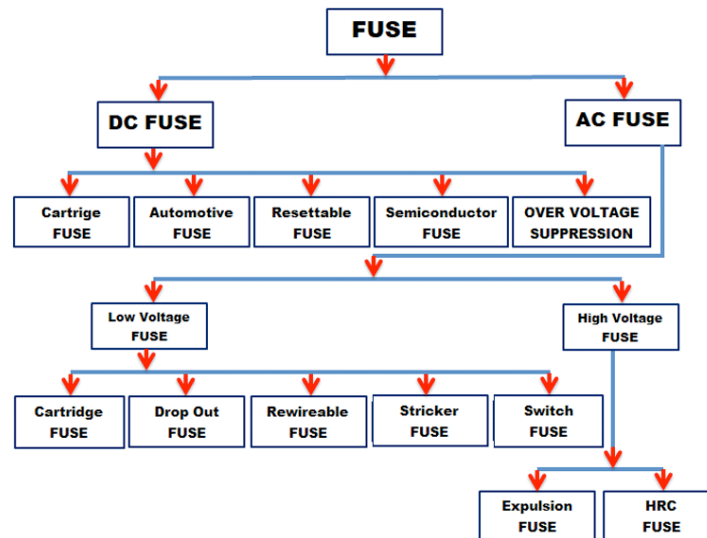 FUSE
DC FUSE
AC FUSE
Cartrige
FUSE
Automotive
FUSE
Resettable
FUSE
Semiconductor
FUSE
OVER VOLTAGE
SUPPRESSION
Low Voltage
FUSE
High Voltage
FUSE
Cartridge
FUSE
Drop Out
FUSE
Rewireable
FUSE
Stricker
FUSE
Switch
FUSE
Expulsion
FUSE
HRC
FUSE